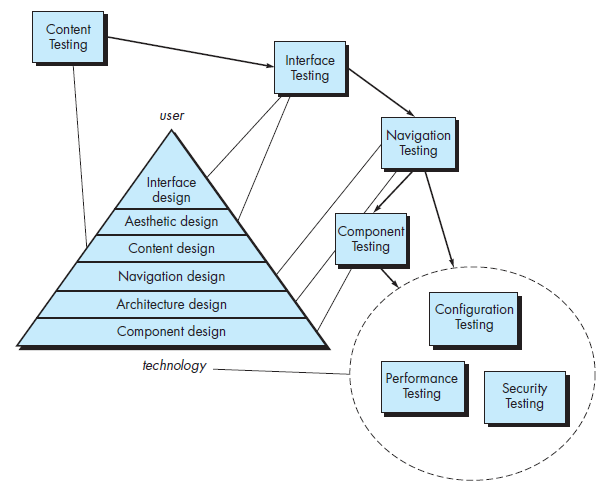 Content
Testing
Interface
Testing
user
Navigation
Testing
Interface
design
Aesthetic design
Component
Testing
Content design
Navigation design
Architecture design
Configuration
Testing
Component design
technology
Performance
Testing
Security
Testing